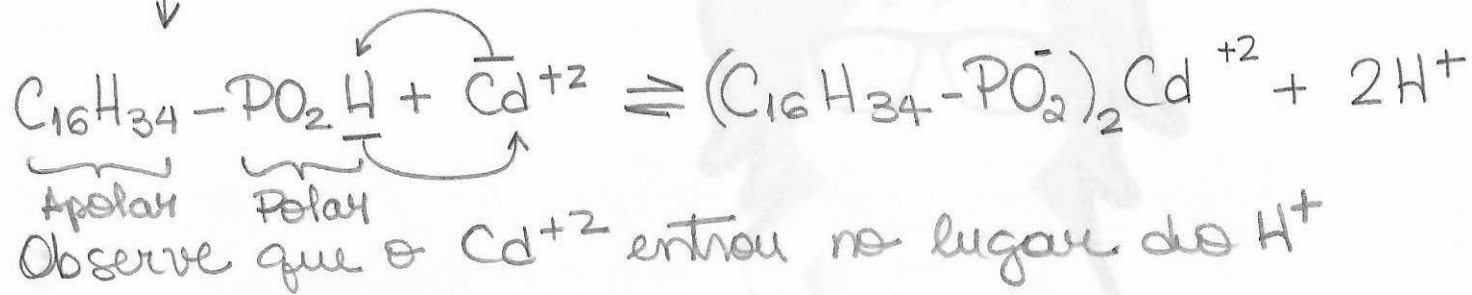 C₁₆H₃₄-PO₂H + Cd⁺² ⇌ (C₁₆H₃₄-PO₂⁻)₂Cd⁺² + 2H⁺
Apolar Polar
Observe que o Cd⁺² entrou no lugar do H⁺